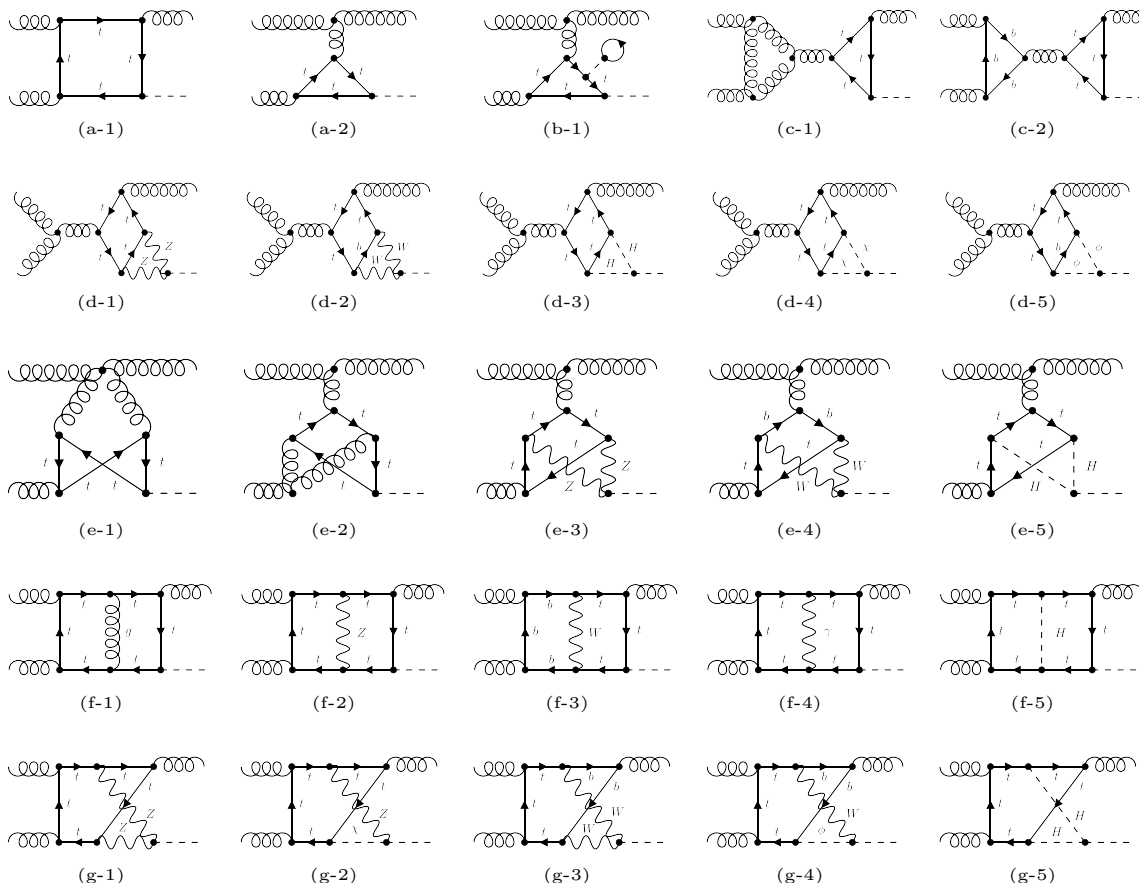 t
t t
t
(a-1)
t t
t
(a-2)
t t
t
(b-1)
t
t
t
(c-1)
b t
b t
b t
(c-2)
t t
t t Z
Z
(d-1)
t t
t b W
W
(d-2)
t t
t t H
H
(d-3)
t t
t t χ
χ
(d-4)
t t
t b ϕ
ϕ
(d-5)
t t
t t
(e-1)
t t
t
t
(e-2)
t t
t t Z
Z
(e-3)
b b
t t W
W
(e-4)
t t
t t H
H
(e-5)
t t
t g t
t t
(f-1)
t t
t Z t
t t
(f-2)
b t
b W t
b t
(f-3)
t t
t γ t
t t
(f-4)
t t
t H t
t t
(f-5)
t t
t t
t Z Z
(g-1)
t t
t t
t χ Z
(g-2)
t b
t b
t W W
(g-3)
t b
t b
t ϕ W
(g-4)
t t
t t
t H H
(g-5)